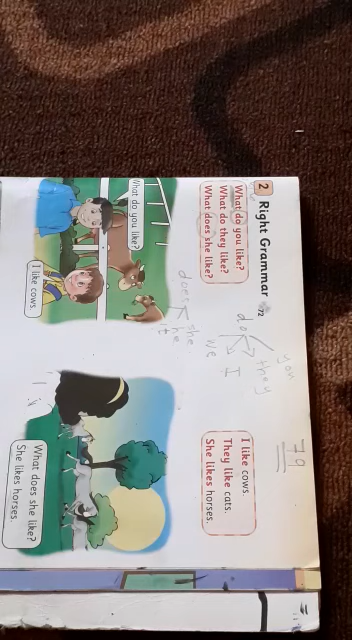 2 Right Grammar 72
What do you like?
What do they like?
What does she like?
I like cows.
They like cats.
She likes horses.
79
do
you
they
I
we
does
she
he
it
What do you like?
I like cows.
What does she like?
She likes horses.